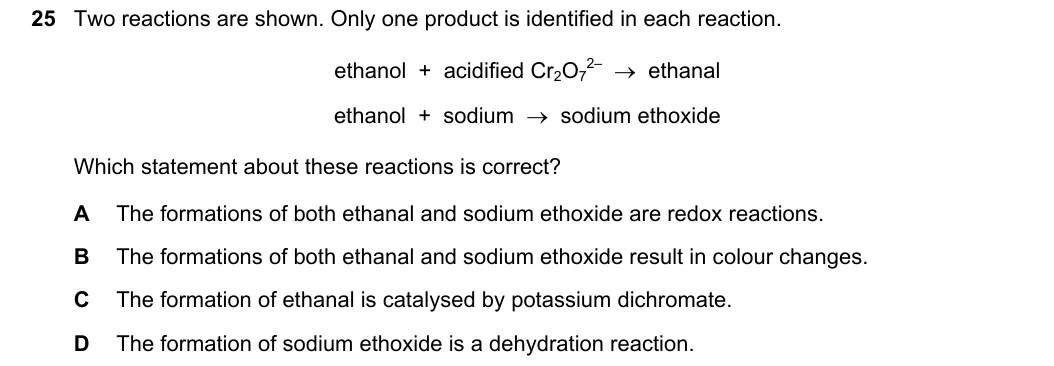 25 Two reactions are shown. Only one product is identified in each reaction.
ethanol + acidified Cr₂O₇²⁻ → ethanal
ethanol + sodium → sodium ethoxide
Which statement about these reactions is correct?
A The formations of both ethanal and sodium ethoxide are redox reactions.
B The formations of both ethanal and sodium ethoxide result in colour changes.
C The formation of ethanal is catalysed by potassium dichromate.
D The formation of sodium ethoxide is a dehydration reaction.